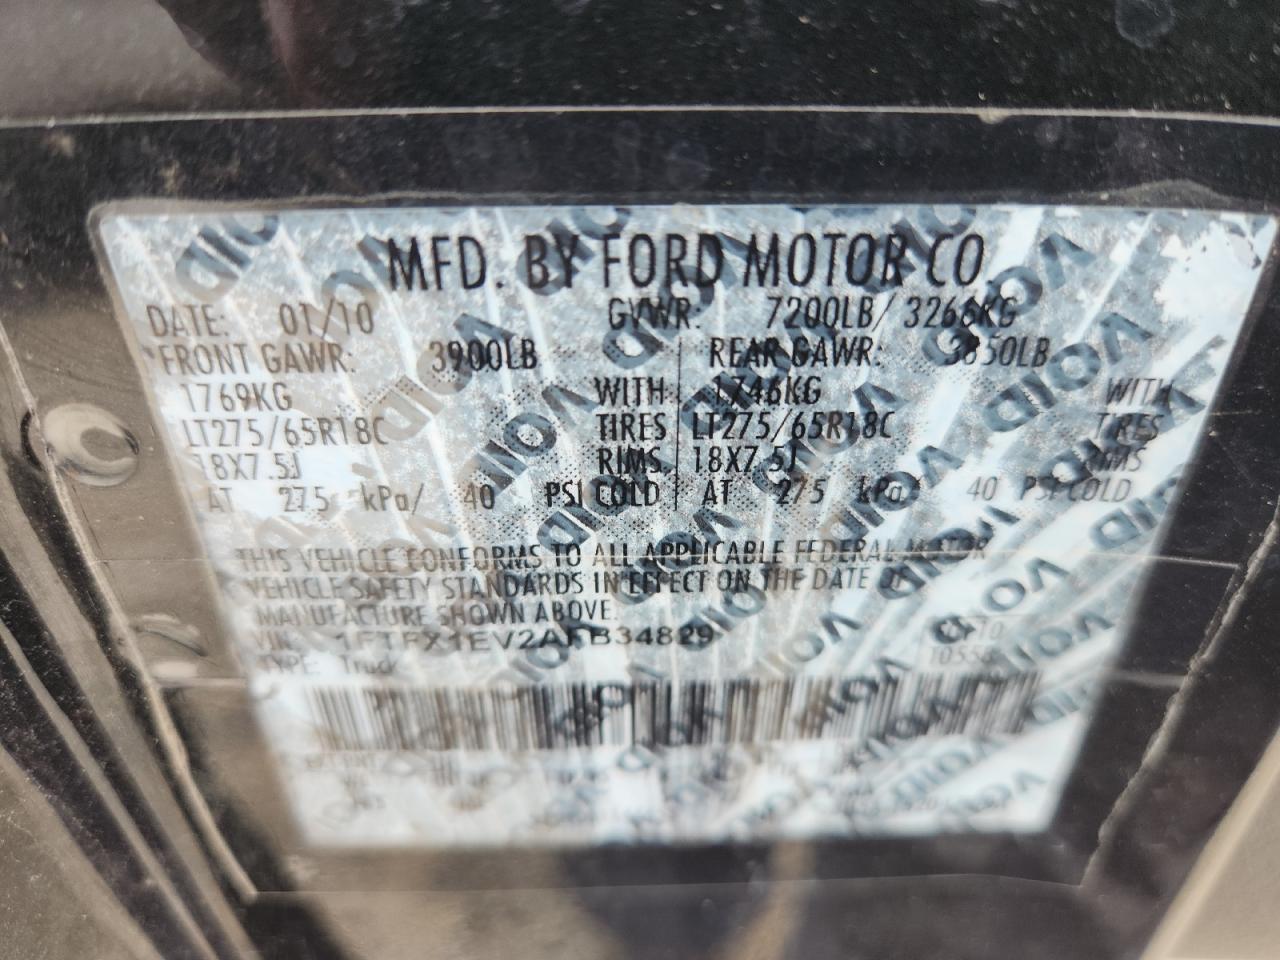 MFD. BY FORD MOTOR CO
DATE: 01/10 GVWR: 7200LB/ 3266KG
FRONT GAWR: 3900LB REAR GAWR: 3850LB
1769KG WITH 1746KG WITH
LT275/65R18C TIRES LT275/65R18C TIRES
18X7.5J RIMS 18X7.5J RIMS
AT 275 kPa/ 40 PSI COLD AT 275 kPa/ 40 PSI COLD
THIS VEHICLE CONFORMS TO ALL APPLICABLE FEDERAL MOTOR
VEHICLE SAFETY STANDARDS IN EFFECT ON THE DATE OF
MANUFACTURE SHOWN ABOVE.
VIN: 1FTFX1EV2AFB34829
TYPE: Truck
VOID